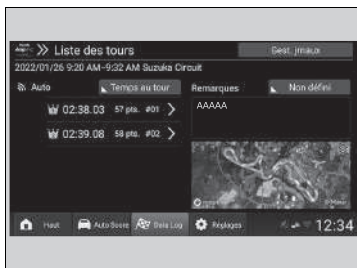 Liste des tours
Gest. jrnaux
2022/01/26 9:20 AM–9:32 AM Suzuka Circuit
Auto
Temps au tour
Remarques
Non défini
02:38.03 57 pts. #01
AAAAA
02:39.08 58 pts. #02
Haut
Auto Score
Data Log
Réglages
12:34